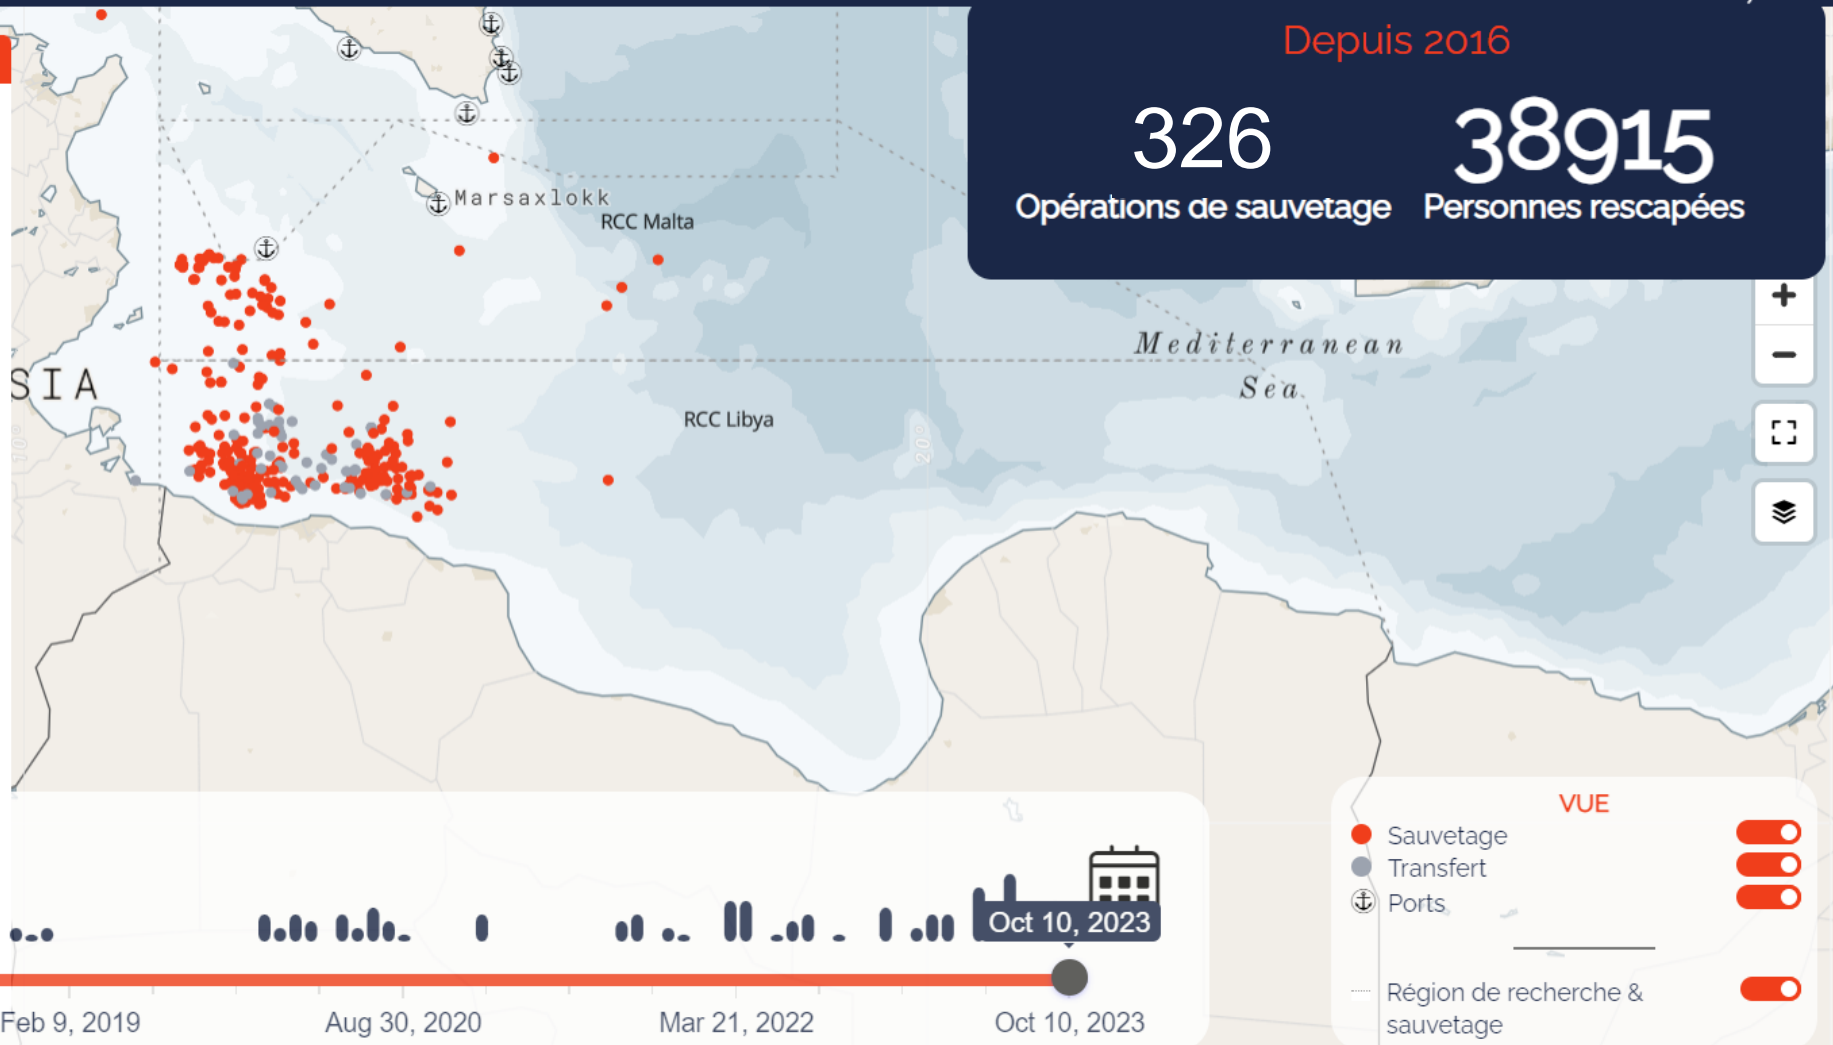 Depuis 2016
326
38915
Opérations de sauvetage
Personnes rescapées
Marsaxlokk
RCC Malta
Mediterranean
Sea
SIA
RCC Libya
10°
20°
VUE
Sauvetage
Transfert
Ports
Région de recherche &
sauvetage
Oct 10, 2023
Feb 9, 2019
Aug 30, 2020
Mar 21, 2022
Oct 10, 2023